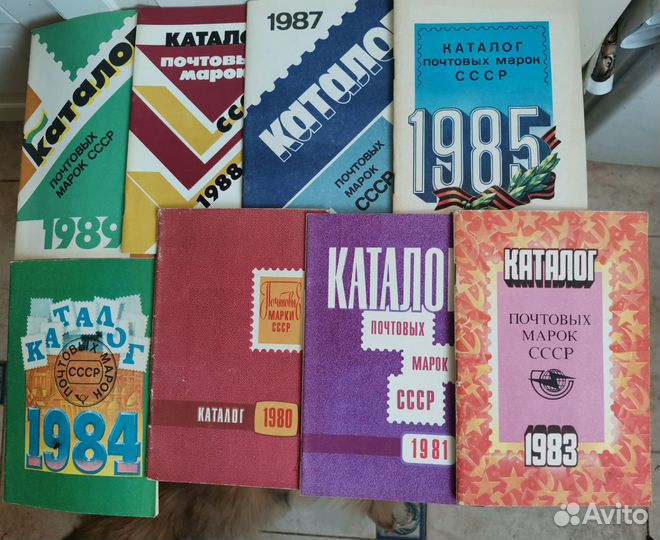 каталог
ПОЧТОВЫХ
МАРОК СССР
1989
КАТАЛОГ
почтовых
марок
СССР
1988
1987
каталог
ПОЧТОВЫХ
МАРОК
СССР
КАТАЛОГ
почтовых марок
СССР
1985
КАТАЛОГ
ПОЧТОВЫХ МАРОК
СССР
1984
Почтовые
МАРКИ
СССР
КАТАЛОГ 1980
КАТАЛОГ
ПОЧТОВЫХ
МАРОК
СССР
1981
КАТАЛОГ
ПОЧТОВЫХ
МАРОК
СССР
1983
Avito